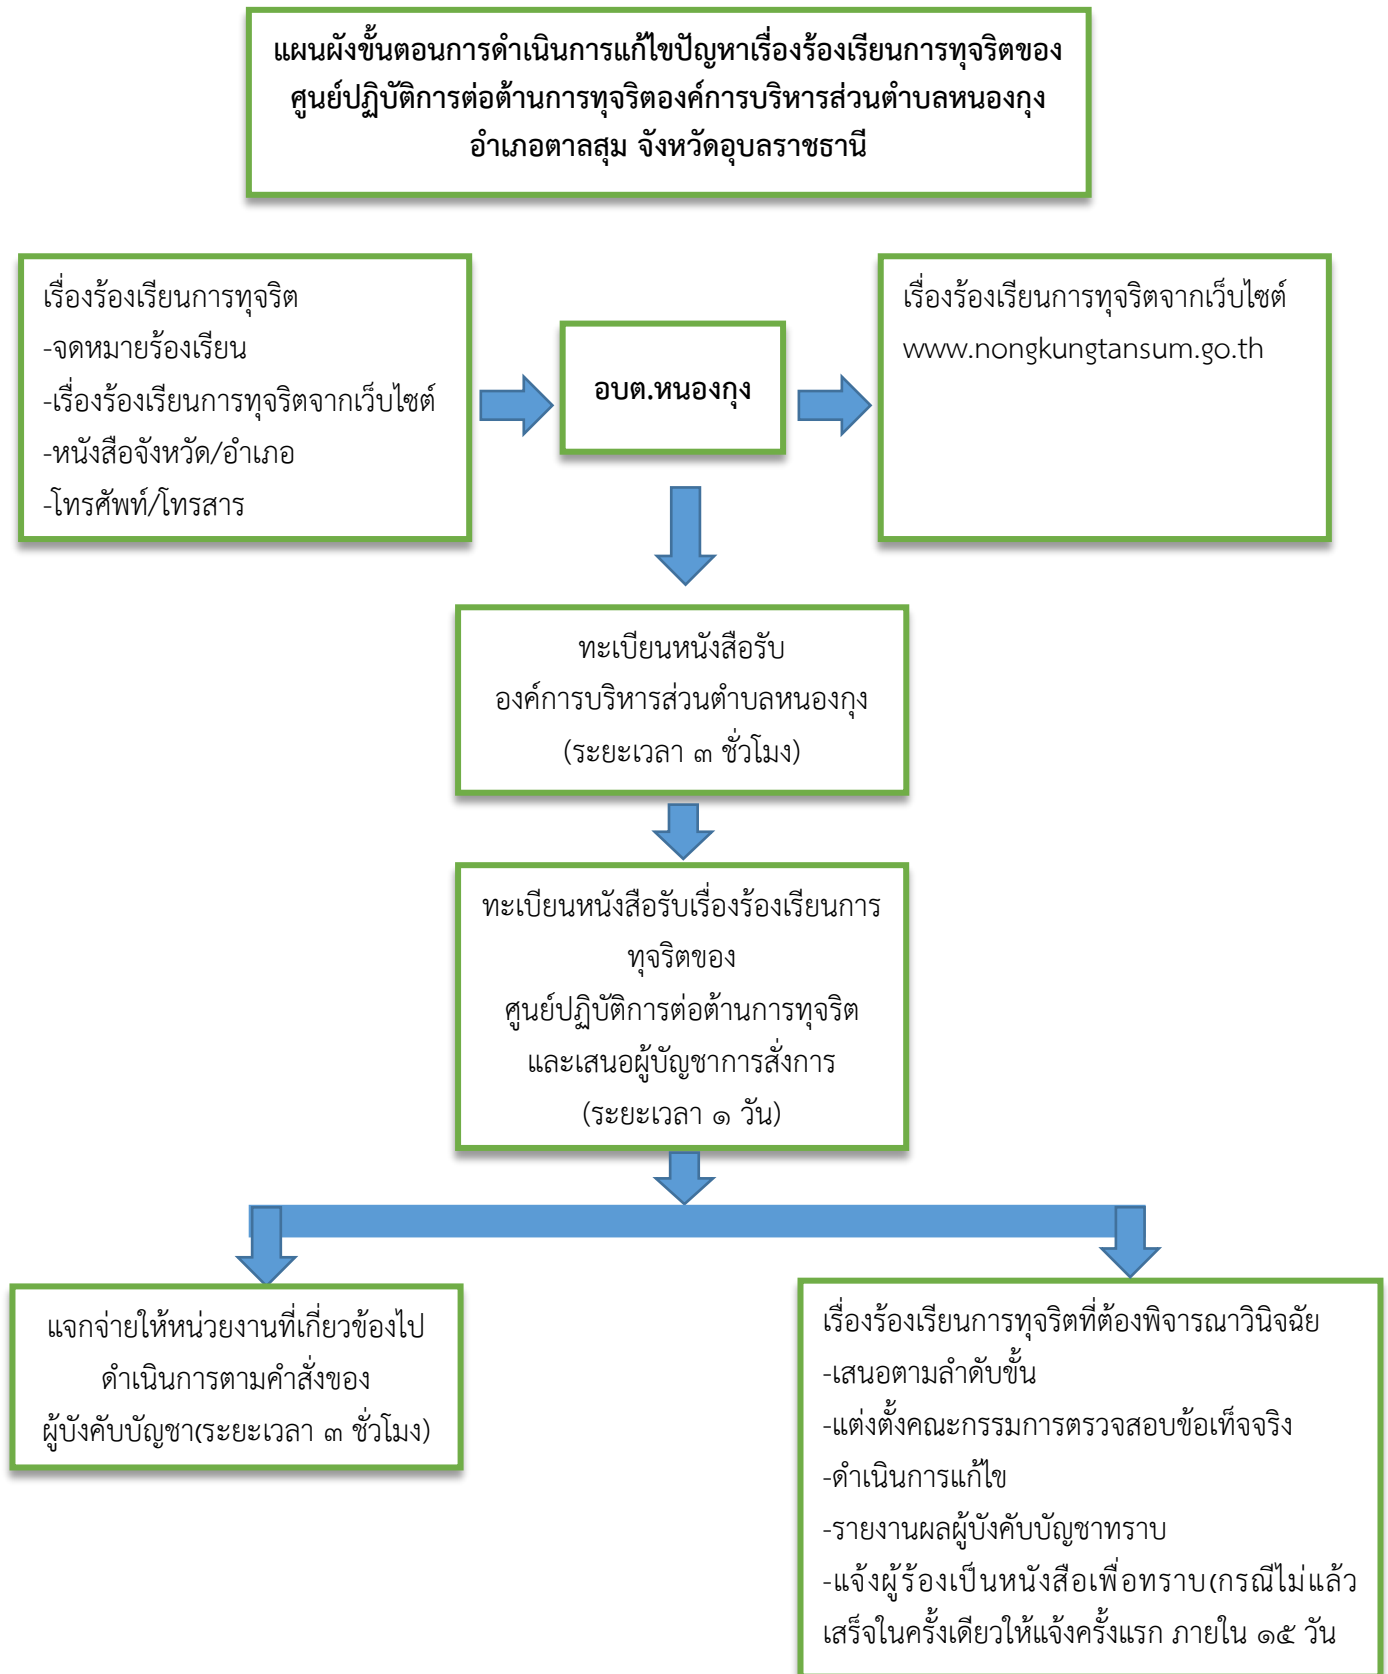 แผนผังขั้นตอนการดำเนินการแก้ไขปัญหาเรื่องร้องเรียนการทุจริตของ
ศูนย์ปฏิบัติการต่อต้านการทุจริตองค์การบริหารส่วนตำบลหนองกุง
อำเภอตาลสุม จังหวัดอุบลราชธานี
เรื่องร้องเรียนการทุจริต
-จดหมายร้องเรียน
-เรื่องร้องเรียนการทุจริตจากเว็บไซต์
-หนังสือจังหวัด/อำเภอ
-โทรศัพท์/โทรสาร
อบต.หนองกุง
เรื่องร้องเรียนการทุจริตจากเว็บไซต์
www.nongkungtansum.go.th
ทะเบียนหนังสือรับ
องค์การบริหารส่วนตำบลหนองกุง
(ระยะเวลา ๓ ชั่วโมง)
ทะเบียนหนังสือรับเรื่องร้องเรียนการ
ทุจริตของ
ศูนย์ปฏิบัติการต่อต้านการทุจริต
และเสนอผู้บัญชาการสั่งการ
(ระยะเวลา ๑ วัน)
แจกจ่ายให้หน่วยงานที่เกี่ยวข้องไป
ดำเนินการตามคำสั่งของ
ผู้บังคับบัญชา(ระยะเวลา ๓ ชั่วโมง)
เรื่องร้องเรียนการทุจริตที่ต้องพิจารณาวินิจฉัย
-เสนอตามลำดับขั้น
-แต่งตั้งคณะกรรมการตรวจสอบข้อเท็จจริง
-ดำเนินการแก้ไข
-รายงานผลผู้บังคับบัญชาทราบ
-แจ้งผู้ร้องเป็นหนังสือเพื่อทราบ(กรณีไม่แล้ว
เสร็จในครั้งเดียวให้แจ้งครั้งแรก ภายใน ๑๕ วัน